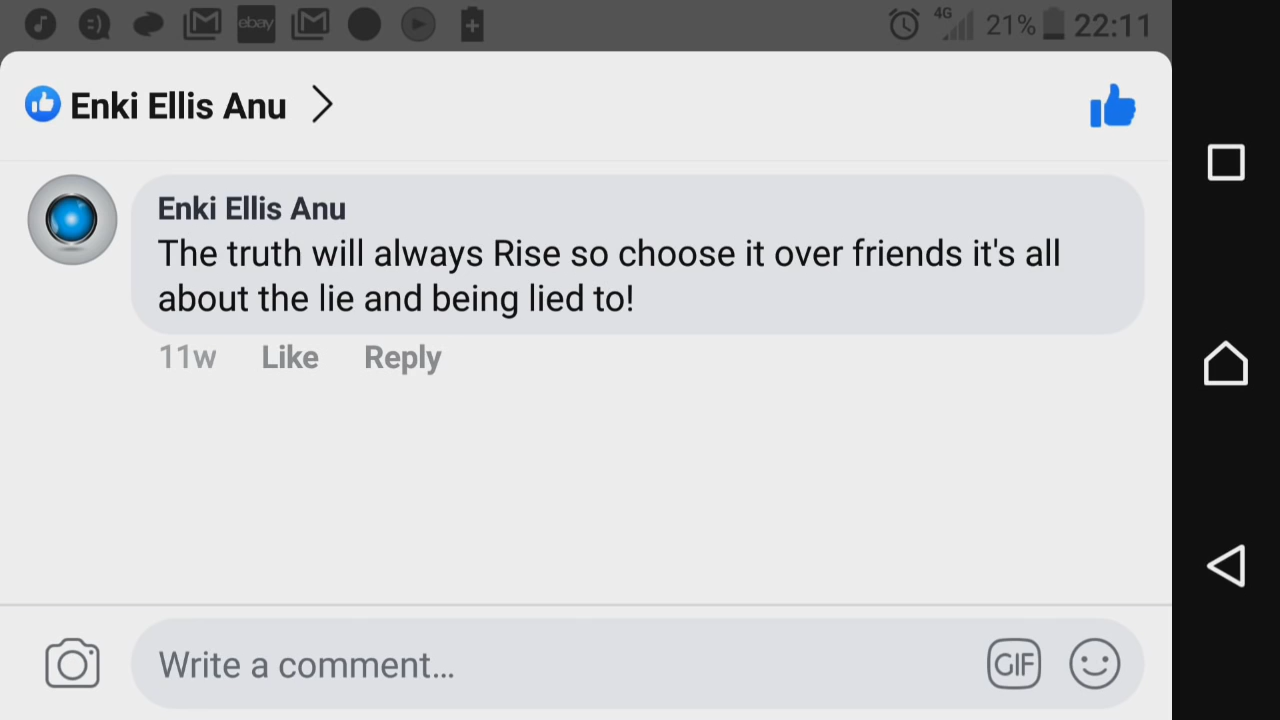 ebay 4G 21% 22:11
Enki Ellis Anu
Enki Ellis Anu
The truth will always Rise so choose it over friends it's all
about the lie and being lied to!
11w Like Reply
Write a comment... GIF